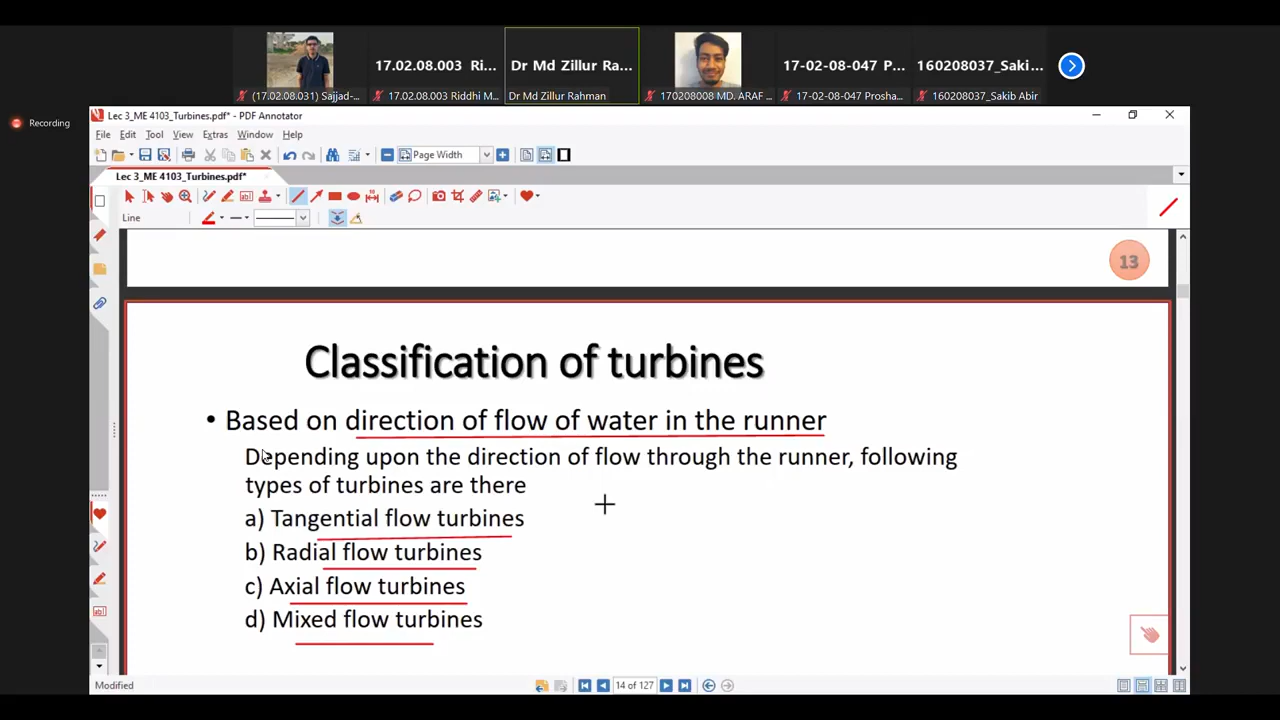 17.02.08.003 Ri...
Dr Md Zillur Ra...
17-02-08-047 P...
160208037_Saki...
(17.02.08.031) Sajjad-...
17.02.08.003 Riddhi M...
Dr Md Zillur Rahman
170208008 MD. ARAF ...
17-02-08-047 Prosha...
160208037_Sakib Abir
Recording
Lec 3_ME 4103_Turbines.pdf* - PDF Annotator
File Edit Tool View Extras Window Help
Page Width
Lec 3_ME 4103_Turbines.pdf*
Line
13
Classification of turbines
• Based on direction of flow of water in the runner
Depending upon the direction of flow through the runner, following
types of turbines are there
a) Tangential flow turbines
b) Radial flow turbines
c) Axial flow turbines
d) Mixed flow turbines
Modified
14 of 127